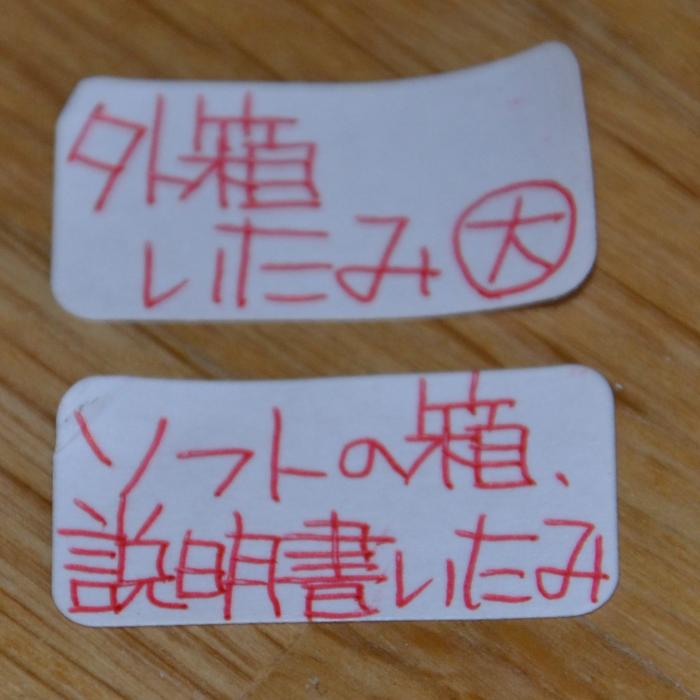 外箱
いたみ 大
ソフトの箱、
説明書いたみ